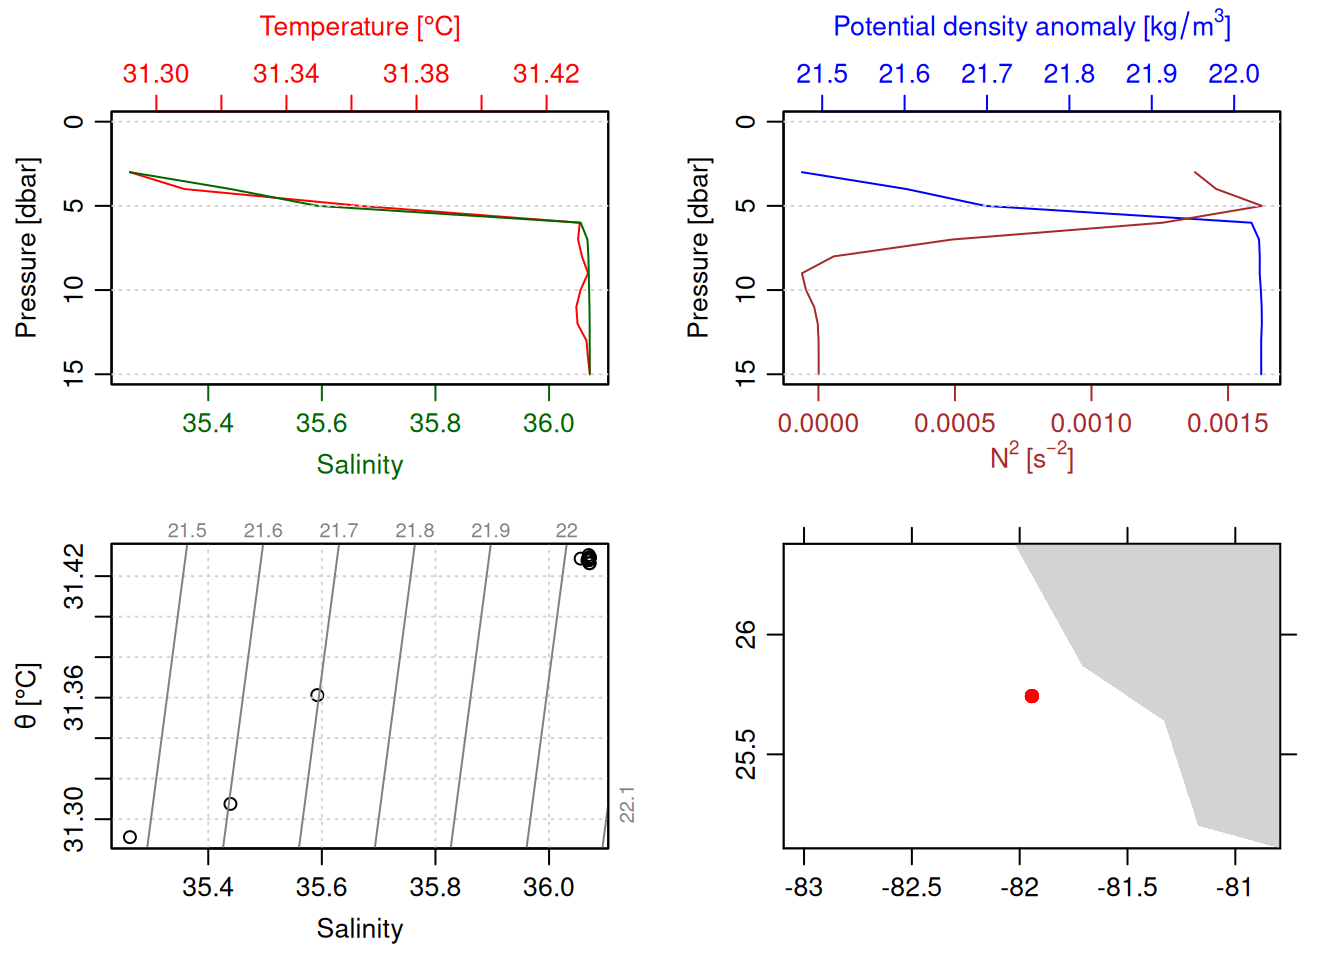 Temperature [°C]
31.30 31.34 31.38 31.42
0
5
10
15
Pressure [dbar]
35.4 35.6 35.8 36.0
Salinity
Potential density anomaly [kg/m³]
21.5 21.6 21.7 21.8 21.9 22.0
0
5
10
15
Pressure [dbar]
0.0000 0.0005 0.0010 0.0015
N² [s⁻²]
21.5 21.6 21.7 21.8 21.9 22
22.1
31.42
31.36
31.30
θ [°C]
35.4 35.6 35.8 36.0
Salinity
26
25.5
-83 -82.5 -82 -81.5 -81